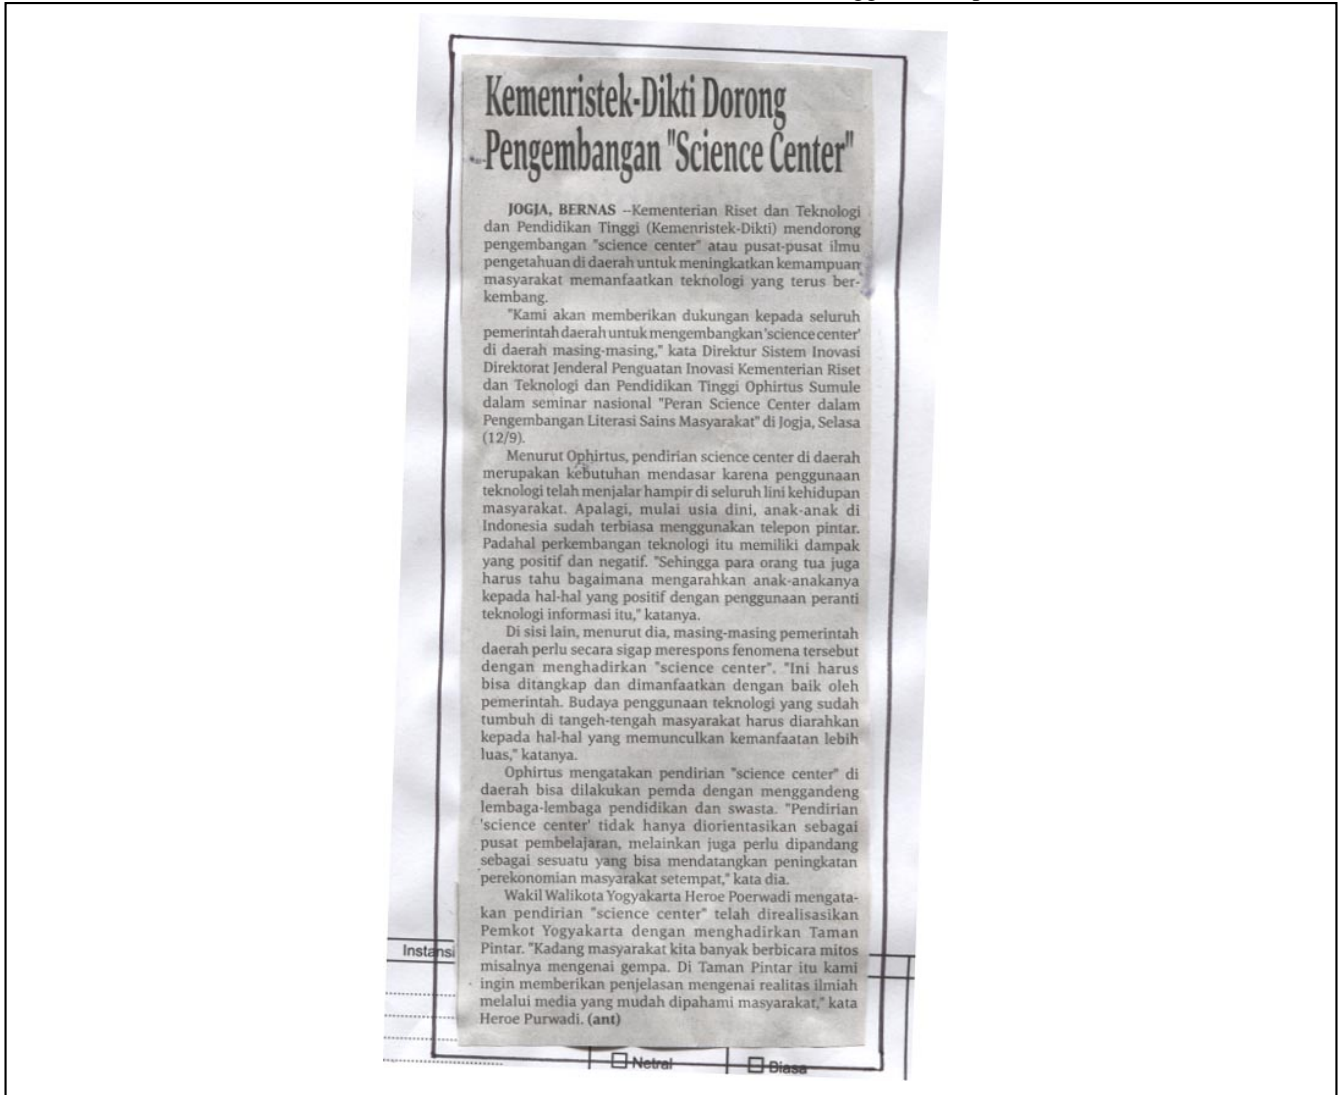 Kemenristek-Dikti Dorong
Pengembangan "Science Center"
JOGJA, BERNAS --Kementerian Riset dan Teknologi
dan Pendidikan Tinggi (Kemenristek-Dikti) mendorong
pengembangan "science center" atau pusat-pusat ilmu
pengetahuan di daerah untuk meningkatkan kemampuan
masyarakat memanfaatkan teknologi yang terus ber-
kembang.
"Kami akan memberikan dukungan kepada seluruh
pemerintah daerah untuk mengembangkan 'science center'
di daerah masing-masing," kata Direktur Sistem Inovasi
Direktorat Jenderal Penguatan Inovasi Kementerian Riset
dan Teknologi dan Pendidikan Tinggi Ophirtus Sumule
dalam seminar nasional "Peran Science Center dalam
Pengembangan Literasi Sains Masyarakat" di Jogja, Selasa
(12/9).
Menurut Ophirtus, pendirian science center di daerah
merupakan kebutuhan mendasar karena penggunaan
teknologi telah menjalar hampir di seluruh lini kehidupan
masyarakat. Apalagi, mulai usia dini, anak-anak di
Indonesia sudah terbiasa menggunakan telepon pintar.
Padahal perkembangan teknologi itu memiliki dampak
yang positif dan negatif. "Sehingga para orang tua juga
harus tahu bagaimana mengarahkan anak-anakanya
kepada hal-hal yang positif dengan penggunaan peranti
teknologi informasi itu," katanya.
Di sisi lain, menurut dia, masing-masing pemerintah
daerah perlu secara sigap merespons fenomena tersebut
dengan menghadirkan "science center". "Ini harus
bisa ditangkap dan dimanfaatkan dengan baik oleh
pemerintah. Budaya penggunaan teknologi yang sudah
tumbuh di tangeh-tengah masyarakat harus diarahkan
kepada hal-hal yang memunculkan kemanfaatan lebih
luas," katanya.
Ophirtus mengatakan pendirian "science center" di
daerah bisa dilakukan pemda dengan menggandeng
lembaga-lembaga pendidikan dan swasta. "Pendirian
'science center' tidak hanya diorientasikan sebagai
pusat pembelajaran, melainkan juga perlu dipandang
sebagai sesuatu yang bisa mendatangkan peningkatan
perekonomian masyarakat setempat," kata dia.
Wakil Walikota Yogyakarta Heroe Poerwadi mengata-
kan pendirian "science center" telah direalisasikan
Pemkot Yogyakarta dengan menghadirkan Taman
Pintar. "Kadang masyarakat kita banyak berbicara mitos
misalnya mengenai gempa. Di Taman Pintar itu kami
ingin memberikan penjelasan mengenai realitas ilmiah
melalui media yang mudah dipahami masyarakat," kata
Heroe Purwadi. (ant)
Instansi
Netral
Biasa